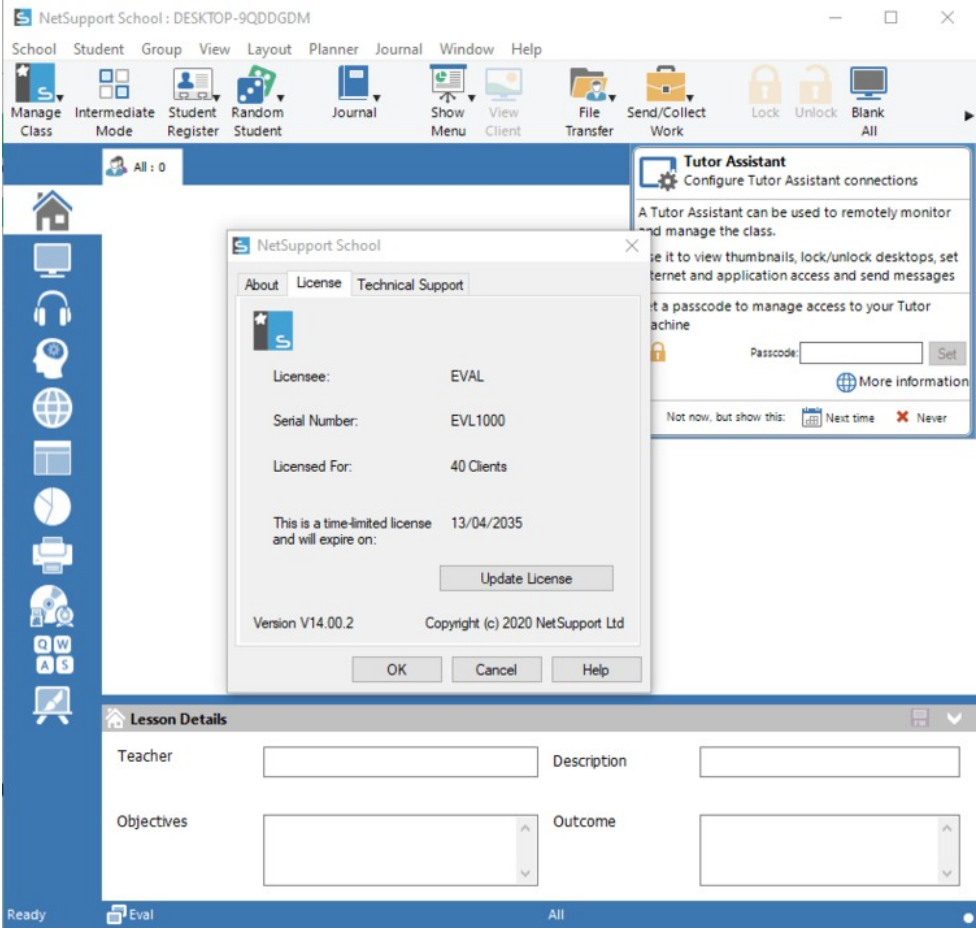 NetSupport School : DESKTOP-9QDDGDM
School Student Group View Layout Planner Journal Window Help
Manage Class
Intermediate Mode
Student Register
Random Student
Journal
Show Menu
View Client
File Transfer
Send/Collect Work
Lock
Unlock
Blank All
All : 0
Tutor Assistant
Configure Tutor Assistant connections
A Tutor Assistant can be used to remotely monitor
and manage the class.
se it to view thumbnails, lock/unlock desktops, set
ternet and application access and send messages
t a passcode to manage access to your Tutor
achine
Passcode:
Set
More information
Not now, but show this: Next time Never
NetSupport School
About License Technical Support
S
Licensee: EVAL
Serial Number: EVL1000
Licensed For: 40 Clients
This is a time-limited license 13/04/2035
and will expire on:
Update License
Version V14.00.2 Copyright (c) 2020 NetSupport Ltd
OK Cancel Help
Q W
A S
Lesson Details
Teacher
Description
Objectives
Outcome
Ready Eval All